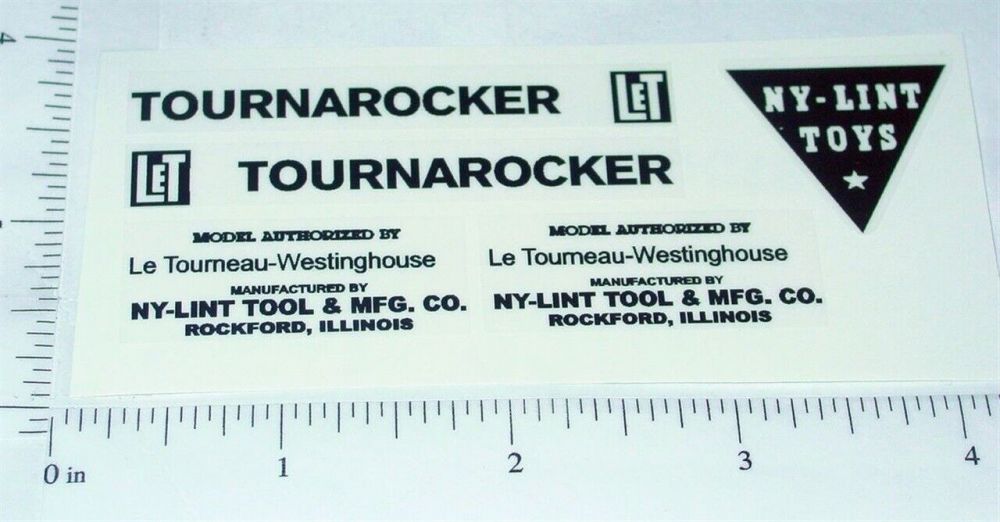 TOURNAROCKER LET
NY-LINT
TOYS
LET TOURNAROCKER
MODEL AUTHORIZED BY
Le Tourneau-Westinghouse
MANUFACTURED BY
NY-LINT TOOL & MFG. CO.
ROCKFORD, ILLINOIS
MODEL AUTHORIZED BY
Le Tourneau-Westinghouse
MANUFACTURED BY
NY-LINT TOOL & MFG. CO.
ROCKFORD, ILLINOIS
4
0 in 1 2 3 4